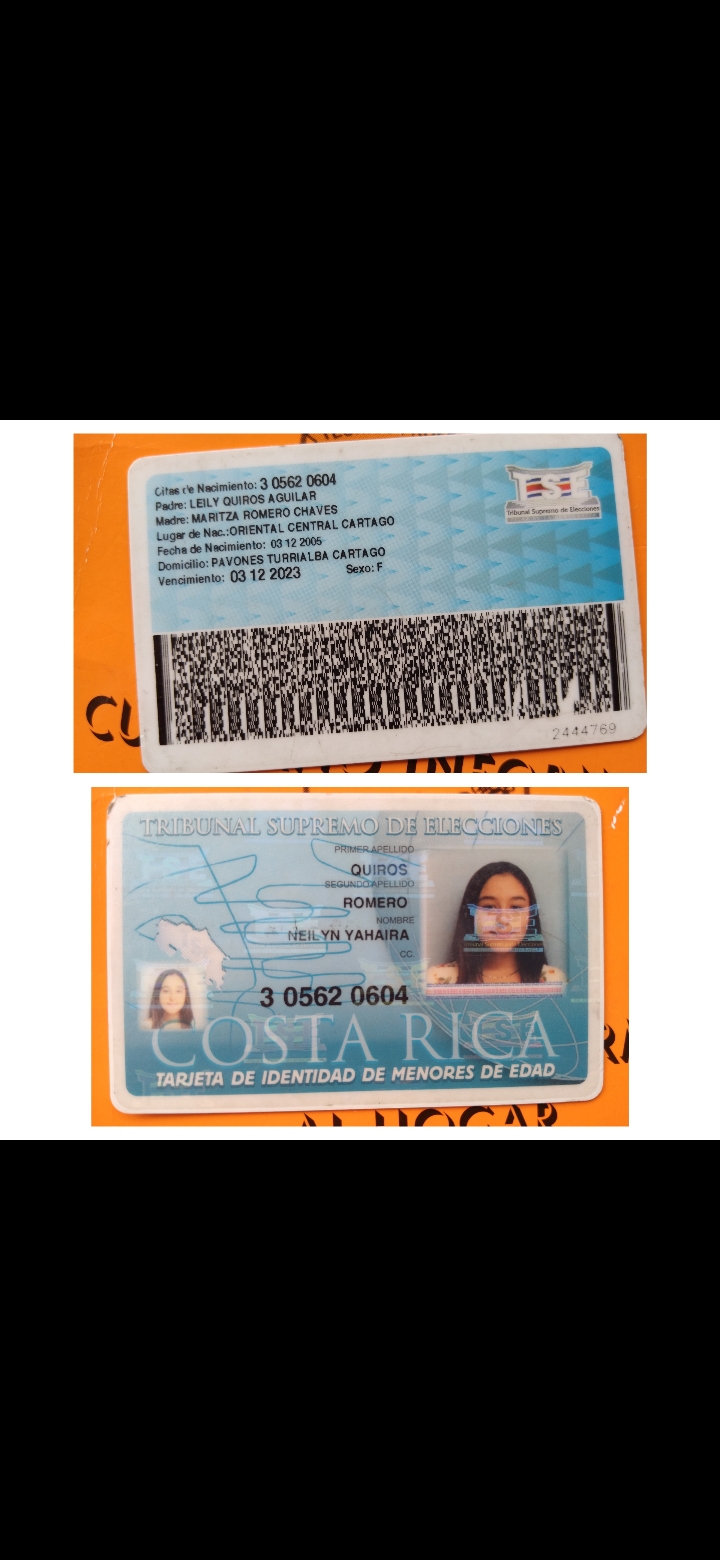 Citas de Nacimiento: 3 0562 0604
Padre: LEILY QUIROS AGUILAR
Madre: MARITZA ROMERO CHAVES
Lugar de Nac.:ORIENTAL CENTRAL CARTAGO
Fecha de Nacimiento: 03 12 2005
Domicilio: PAVONES TURRIALBA CARTAGO
Vencimiento: 03 12 2023 Sexo: F
TSE
Tribunal Supremo de Elecciones
2444769
TRIBUNAL SUPREMO DE ELECCIONES
PRIMER APELLIDO
QUIROS
SEGUNDO APELLIDO
ROMERO
NOMBRE
NEILYN YAHAIRA
CC
3 0562 0604
COSTA RICA
TARJETA DE IDENTIDAD DE MENORES DE EDAD
AL HOGAR